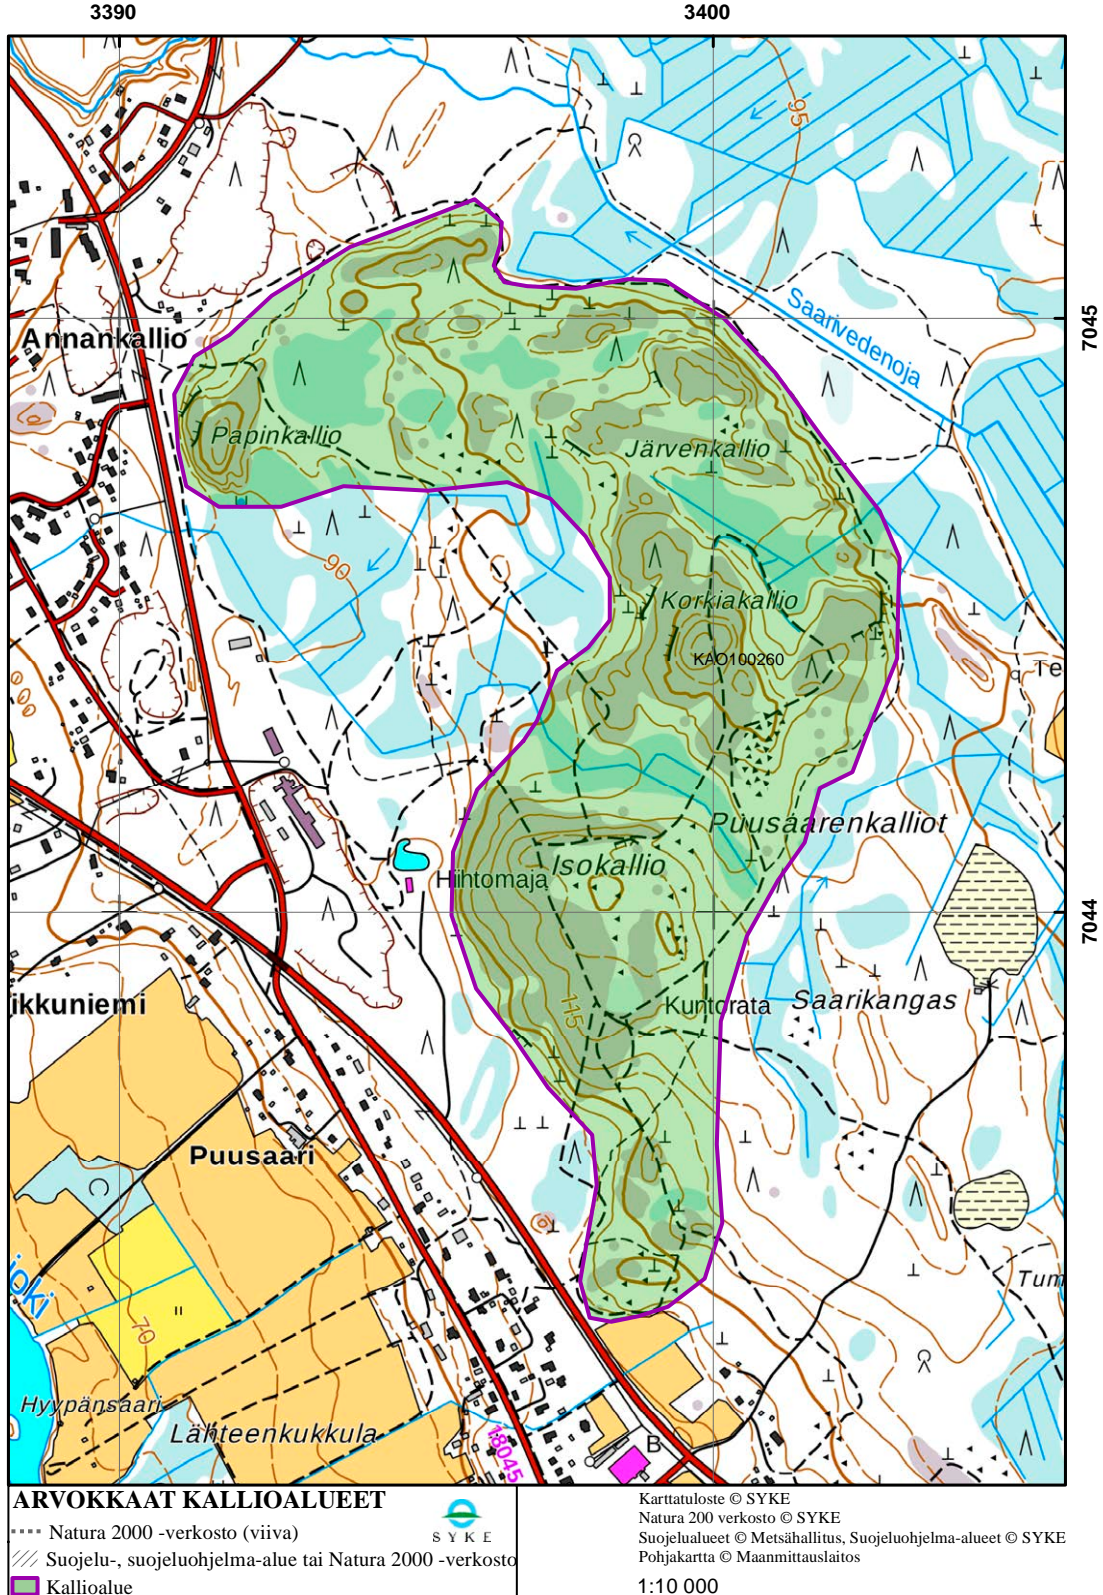 3390 3400
95
Saarivedenoja
7045
Annankallio
Papinkallio
Järvenkallio
90
Korkiakallio
KAO100260
Te
q
Puusaarenkalliot
Isokallio
Hiihtomaja
7044
ikkuniemi
Kuntorata
Saarikangas
115
Puusaari
joki
70
Tum
Hyypänsaari
Lähteenkukkula
18045
B
ARVOKKAAT KALLIOALUEET
SYKE
Natura 2000 -verkosto (viiva)
Suojelu-, suojeluohjelma-alue tai Natura 2000 -verkosto
Kallioalue
Karttatuloste © SYKE
Natura 200 verkosto © SYKE
Suojelualueet © Metsähallitus, Suojeluohjelma-alueet © SYKE
Pohjakartta © Maanmittauslaitos
1:10 000